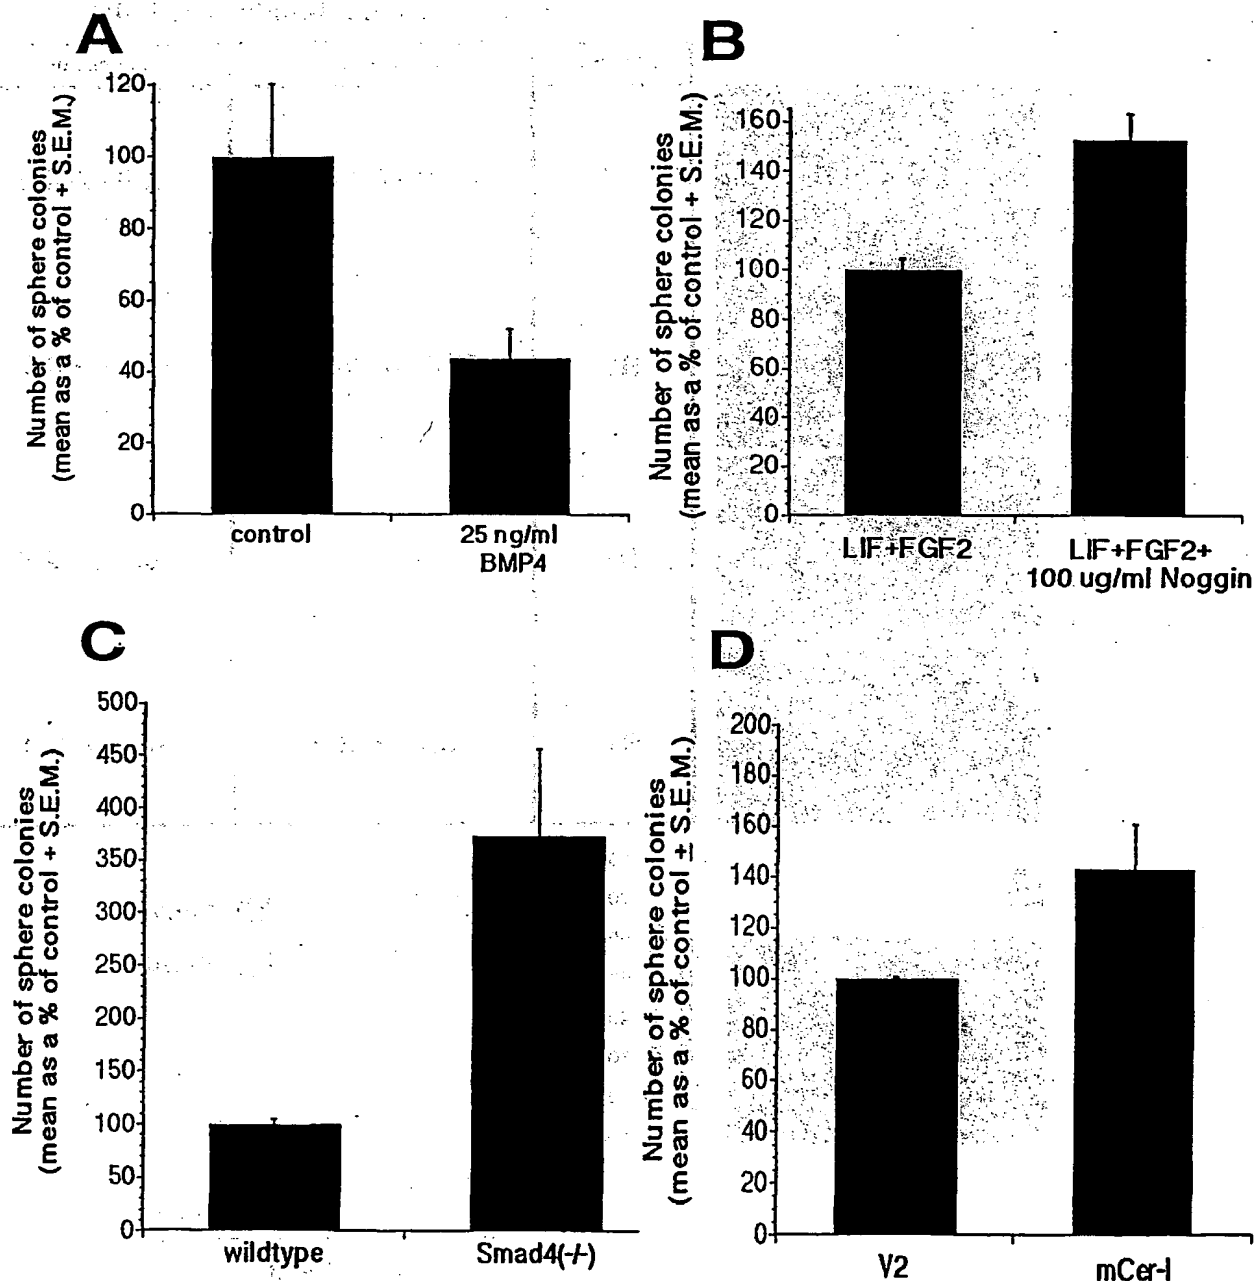 A
Number of sphere colonies
(mean as a % of control + S.E.M.)
120
100
80
60
40
20
0
control
25 ng/ml
BMP4
B
Number of sphere colonies
(mean as a % of control + S.E.M.)
160
140
120
100
80
60
40
20
0
LIF+FGF2
LIF+FGF2+
100 ug/ml Noggin
C
Number of sphere colonies
(mean as a % of control + S.E.M.)
500
450
400
350
300
250
200
150
100
50
0
wildtype
Smad4(-/-)
D
Number of sphere colonies
(mean as a % of control ± S.E.M.)
200
180
160
140
120
100
80
60
40
20
0
V2
mCer-I